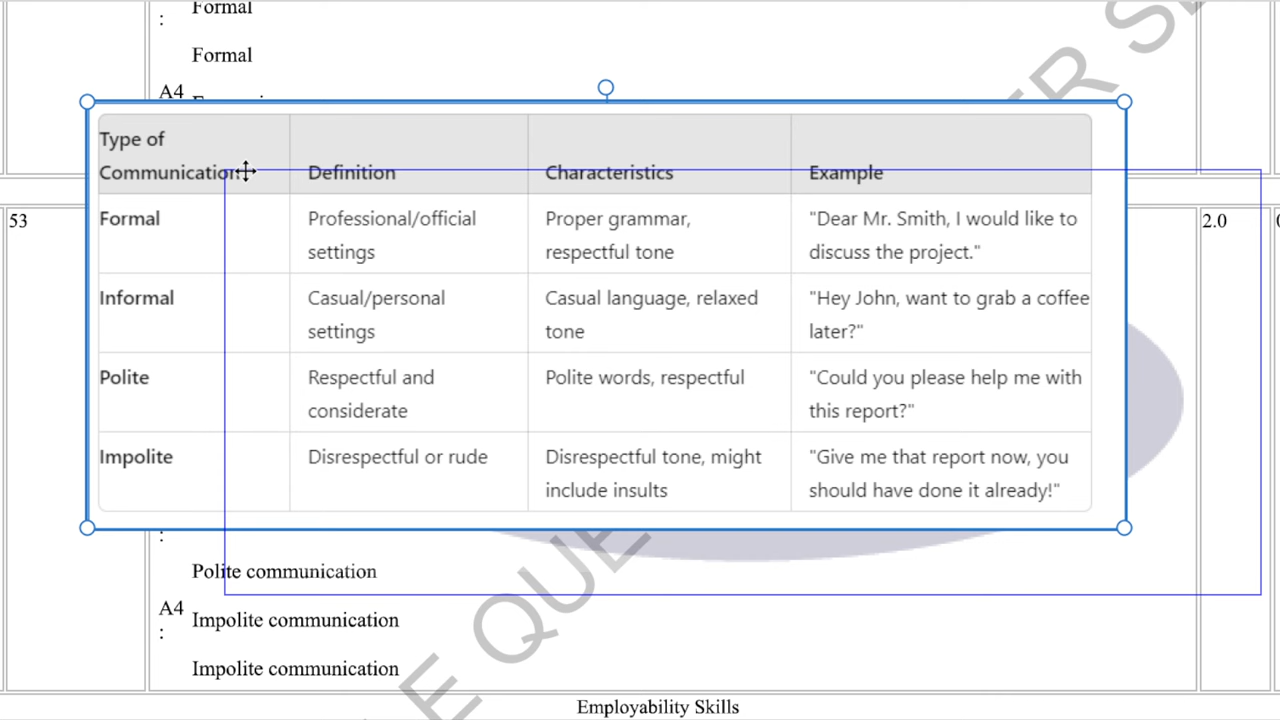 Formal
:
Formal
A4
Type of
Communication
Definition
Characteristics
Example
Formal
Professional/official
settings
Proper grammar,
respectful tone
"Dear Mr. Smith, I would like to
discuss the project."
Informal
Casual/personal
settings
Casual language, relaxed
tone
"Hey John, want to grab a coffee
later?"
Polite
Respectful and
considerate
Polite words, respectful
"Could you please help me with
this report?"
Impolite
Disrespectful or rude
Disrespectful tone, might
include insults
"Give me that report now, you
should have done it already!"
53
2.0
:
Polite communication
A4
:
Impolite communication
Impolite communication
Employability Skills